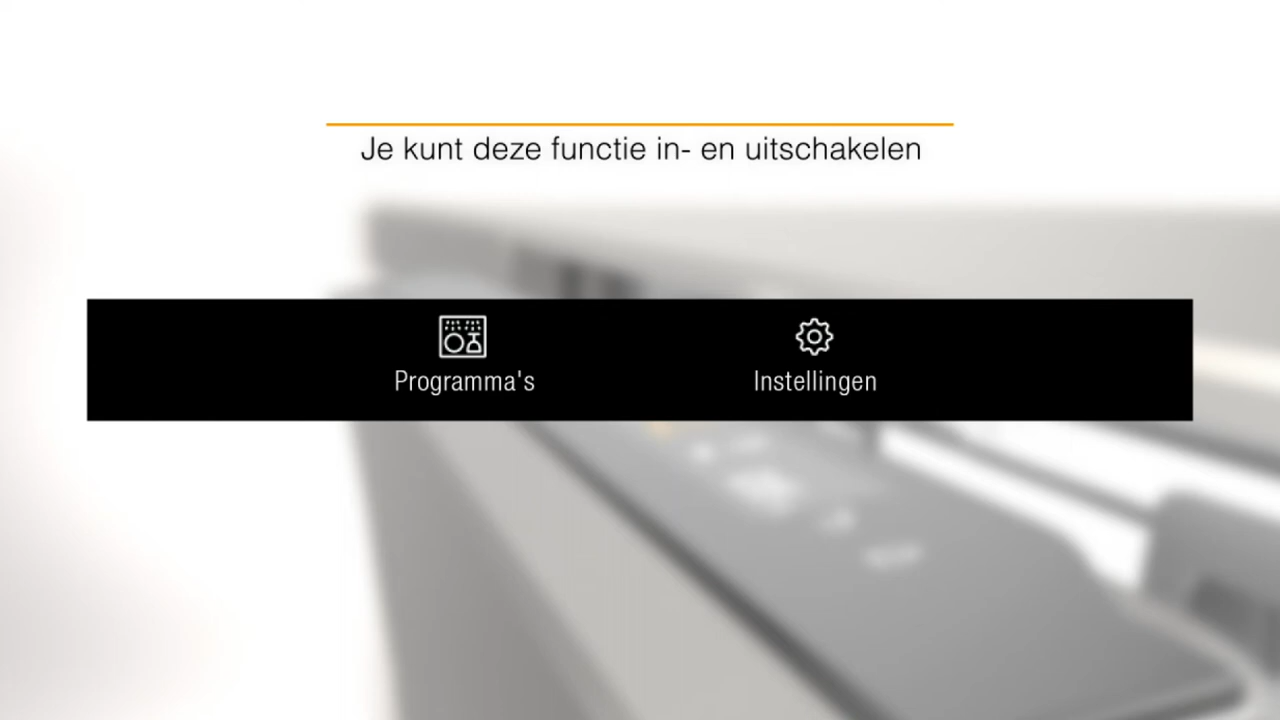 Je kunt deze functie in- en uitschakelen
Programma's
Instellingen